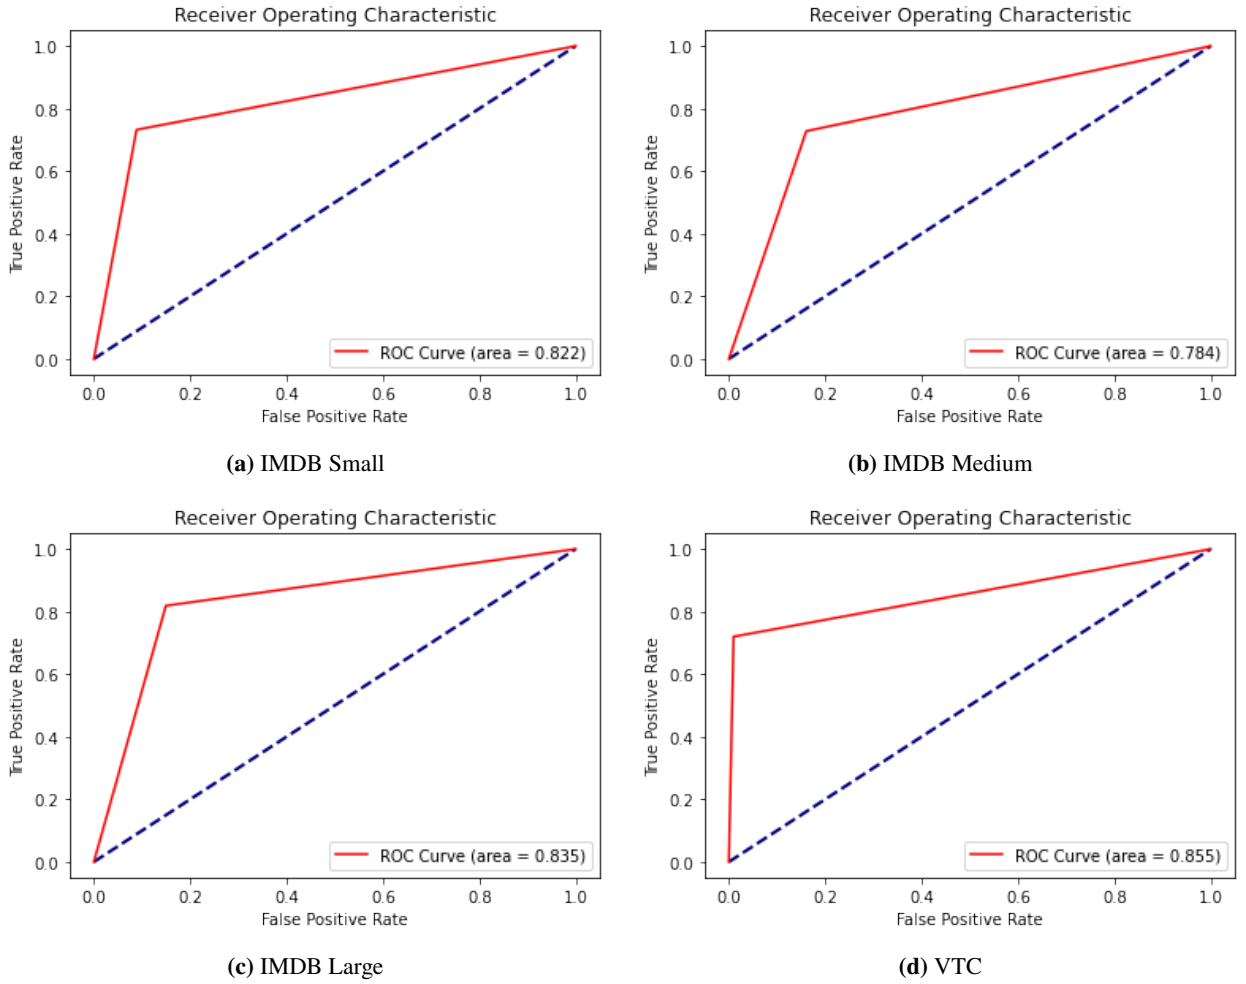 Receiver Operating Characteristic
1.0
0.8
0.6
0.4
0.2
0.0
True Positive Rate
ROC Curve (area = 0.822)
0.0 0.2 0.4 0.6 0.8 1.0
False Positive Rate
(a) IMDB Small
Receiver Operating Characteristic
1.0
0.8
0.6
0.4
0.2
0.0
True Positive Rate
ROC Curve (area = 0.784)
0.0 0.2 0.4 0.6 0.8 1.0
False Positive Rate
(b) IMDB Medium
Receiver Operating Characteristic
1.0
0.8
0.6
0.4
0.2
0.0
True Positive Rate
ROC Curve (area = 0.835)
0.0 0.2 0.4 0.6 0.8 1.0
False Positive Rate
(c) IMDB Large
Receiver Operating Characteristic
1.0
0.8
0.6
0.4
0.2
0.0
True Positive Rate
ROC Curve (area = 0.855)
0.0 0.2 0.4 0.6 0.8 1.0
False Positive Rate
(d) VTC